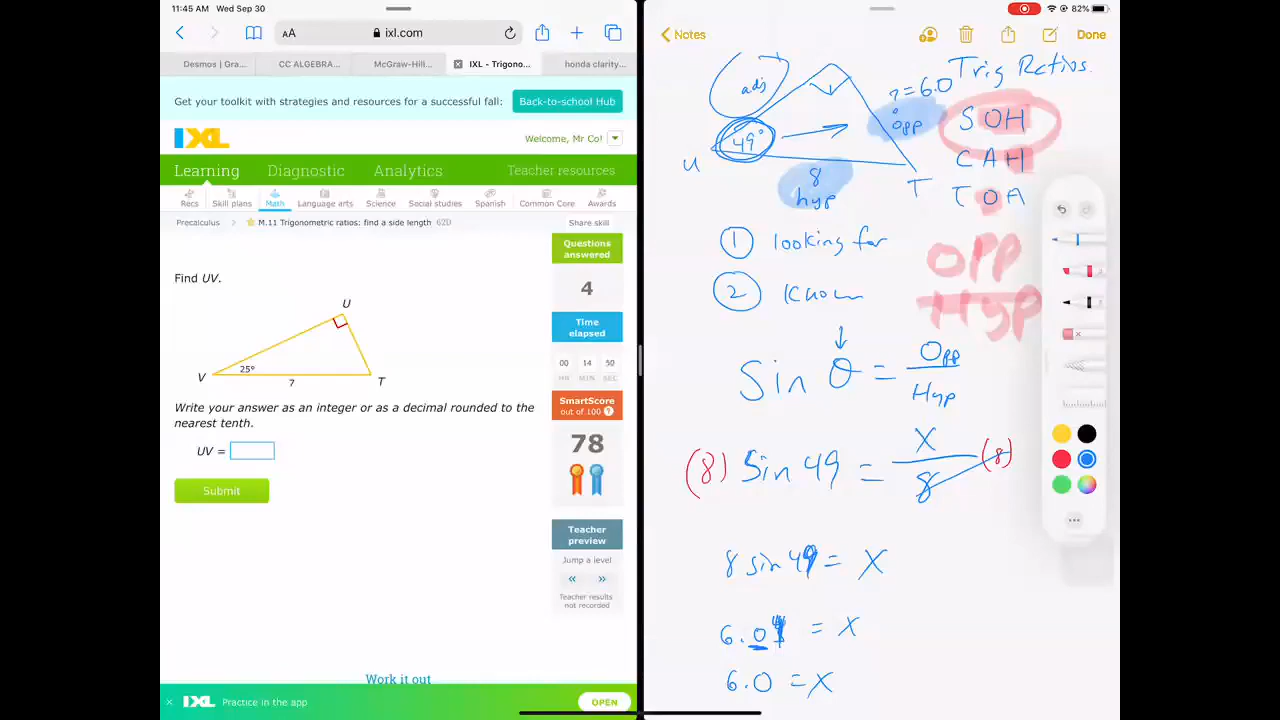 11:45 AM Wed Sep 30
82%
AA
ixl.com
Desmos | Gra...
CC ALGEBRA...
McGraw-Hill...
IXL - Trigono...
honda clarity...
Get your toolkit with strategies and resources for a successful fall:
Back-to-school Hub
IXL
Welcome, Mr Co!
Learning
Diagnostic
Analytics
Teacher resources
Recs
Skill plans
Math
Language arts
Science
Social studies
Spanish
Common Core
Awards
Precalculus
M.11 Trigonometric ratios: find a side length
62D
Share skill
Find UV.
U
V
25°
7
T
Write your answer as an integer or as a decimal rounded to the
nearest tenth.
UV =
Submit
Questions
answered
4
Time
elapsed
00
14
50
HR
MIN
SEC
SmartScore
out of 100 ?
78
Teacher
preview
Jump a level
Teacher results
not recorded
Work it out
× IXL Practice in the app
OPEN
Notes
Done
Trig Ratios
SOH
CAH
TOA
adj
?=6.0
opp
49°
U
8
hyp
T
1 looking for
2 Known
OPP
Hyp
Sin θ = Opp
Hyp
(8) Sin 49 = X (8)
8
8 sin 49 = X
6.04 = X
6.0 = X